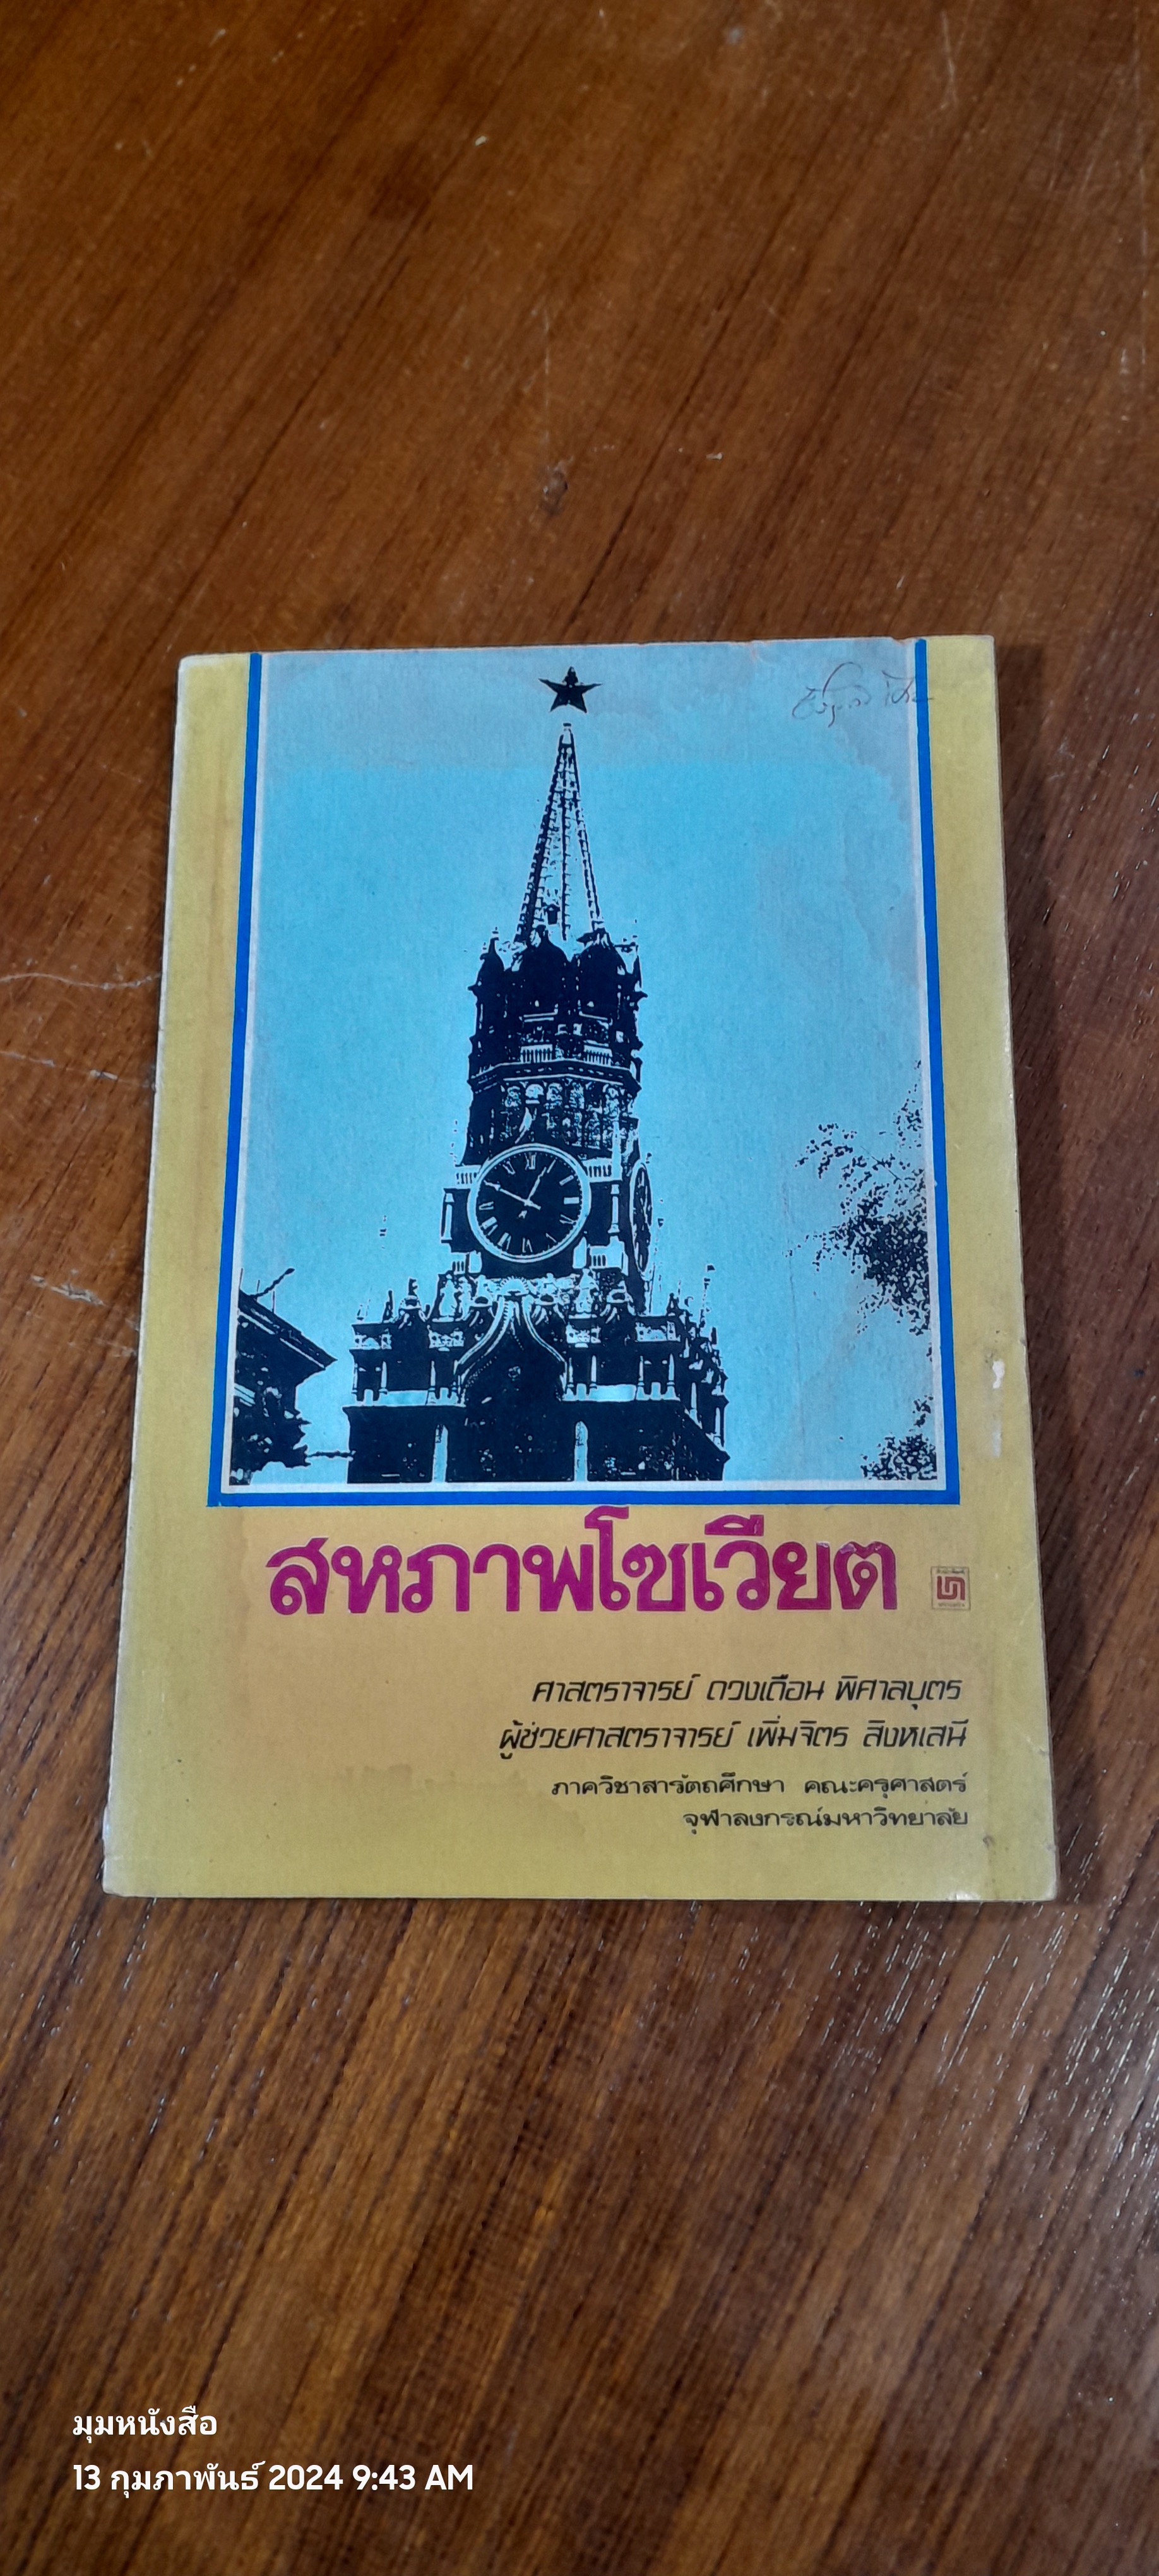 สหภาพโซเวียต
ศาสตราจารย์ ดวงเดือน พิศาลบุตร
ผู้ช่วยศาสตราจารย์ เพิ่มจิตร สิงหเสนี
ภาควิชาสารัตถศึกษา คณะครุศาสตร์
จุฬาลงกรณ์มหาวิทยาลัย
มุมหนังสือ
13 กุมภาพันธ์ 2024 9:43 AM